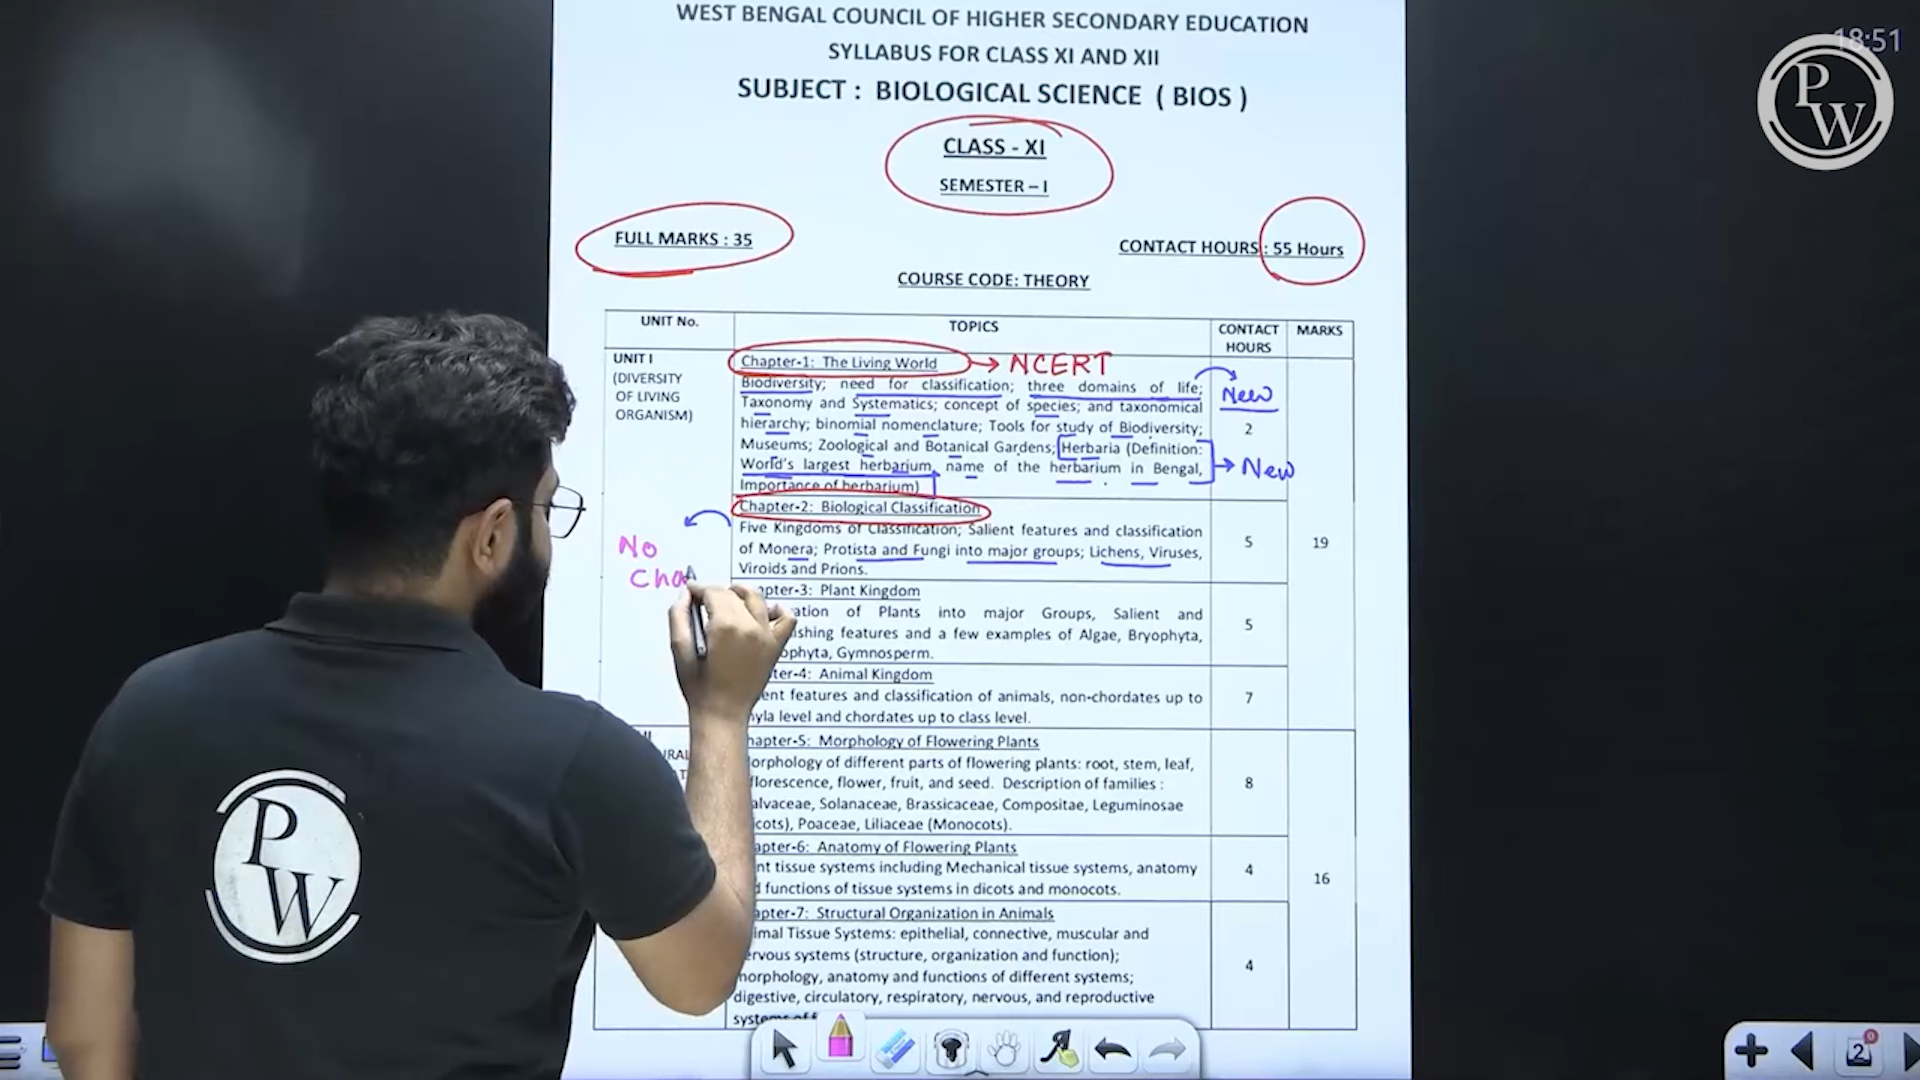 18:51
PW
WEST BENGAL COUNCIL OF HIGHER SECONDARY EDUCATION
SYLLABUS FOR CLASS XI AND XII
SUBJECT : BIOLOGICAL SCIENCE ( BIOS )
CLASS - XI
SEMESTER – I
FULL MARKS : 35
CONTACT HOURS : 55 Hours
COURSE CODE: THEORY
UNIT No. TOPICS CONTACT HOURS MARKS
UNIT I
(DIVERSITY
OF LIVING
ORGANISM)
Chapter-1: The Living World → NCERT
Biodiversity; need for classification; three domains of life; New
Taxonomy and Systematics; concept of species; and taxonomical
hierarchy; binomial nomenclature; Tools for study of Biodiversity; 2
Museums; Zoological and Botanical Gardens; Herbaria (Definition:
World's largest herbarium, name of the herbarium in Bengal, → New
Importance of herbarium)
Chapter-2: Biological Classification
Five Kingdoms of Classification; Salient features and classification
of Monera; Protista and Fungi into major groups; Lichens, Viruses, 5 19
Viroids and Prions.
No
Cha
apter-3: Plant Kingdom
ation of Plants into major Groups, Salient and 5
ishing features and a few examples of Algae, Bryophyta,
ophyta, Gymnosperm.
ter-4: Animal Kingdom
ent features and classification of animals, non-chordates up to 7
hyla level and chordates up to class level.
hapter-5: Morphology of Flowering Plants
orphology of different parts of flowering plants: root, stem, leaf,
florescence, flower, fruit, and seed. Description of families : 8
alvaceae, Solanaceae, Brassicaceae, Compositae, Leguminosae
icots), Poaceae, Liliaceae (Monocots).
apter-6: Anatomy of Flowering Plants
nt tissue systems including Mechanical tissue systems, anatomy 4 16
d functions of tissue systems in dicots and monocots.
apter-7: Structural Organization in Animals
imal Tissue Systems: epithelial, connective, muscular and
ervous systems (structure, organization and function); 4
morphology, anatomy and functions of different systems;
digestive, circulatory, respiratory, nervous, and reproductive
PW
2